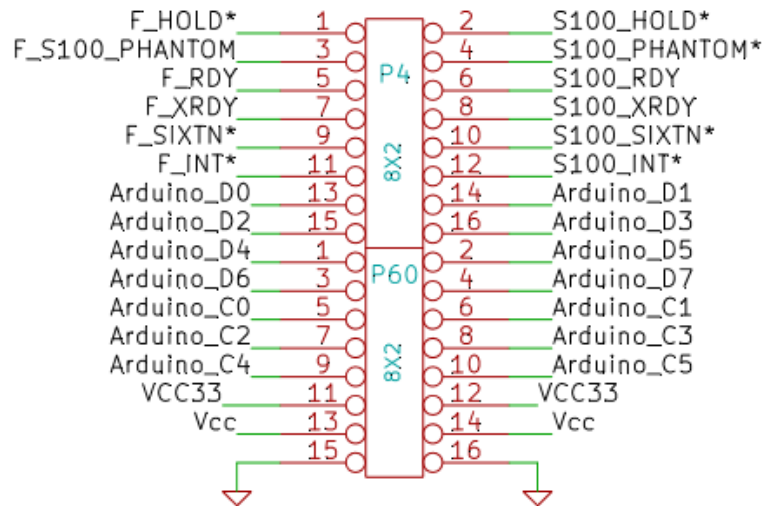 F_HOLD* 1 2 S100_HOLD*
F_S100_PHANTOM 3 4 S100_PHANTOM*
P4
F_RDY 5 6 S100_RDY
F_XRDY 7 8 S100_XRDY
F_SIXTN* 9 10 S100_SIXTN*
8X2
F_INT* 11 12 S100_INT*
Arduino_D0 13 14 Arduino_D1
Arduino_D2 15 16 Arduino_D3
Arduino_D4 1 2 Arduino_D5
P60
Arduino_D6 3 4 Arduino_D7
Arduino_C0 5 6 Arduino_C1
Arduino_C2 7 8 Arduino_C3
8X2
Arduino_C4 9 10 Arduino_C5
VCC33 11 12 VCC33
Vcc 13 14 Vcc
15 16